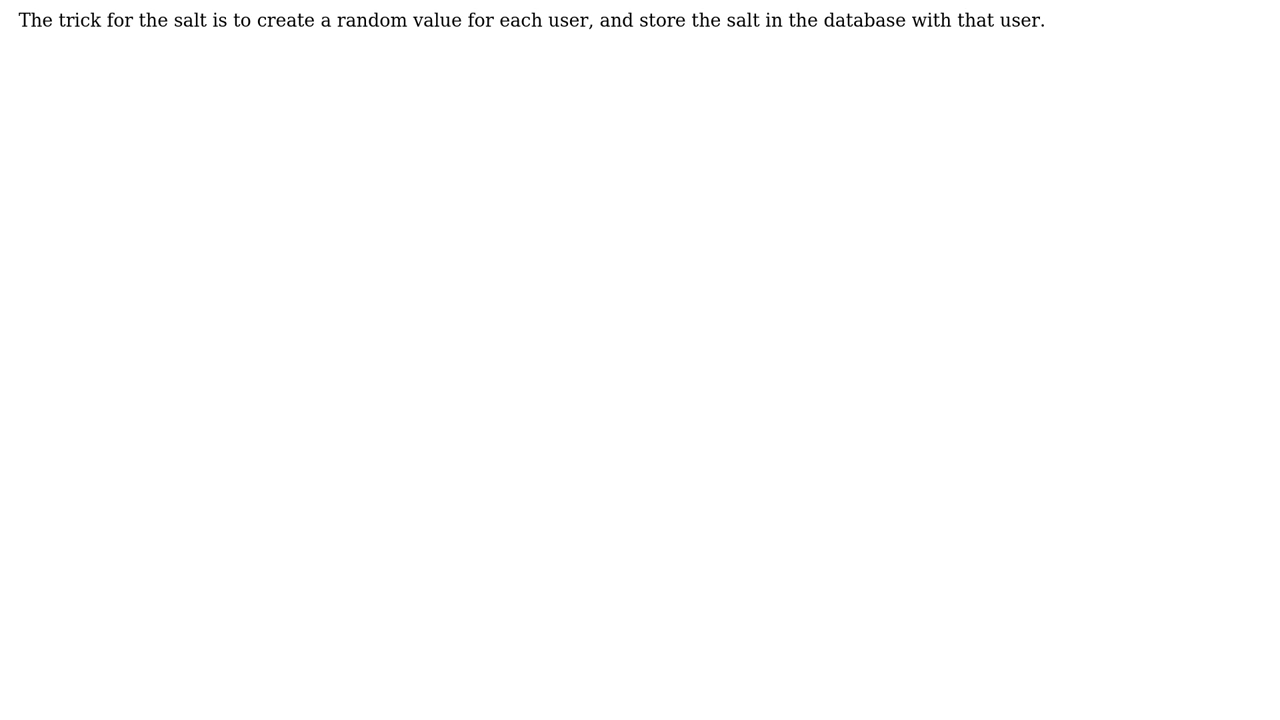 The trick for the salt is to create a random value for each user, and store the salt in the database with that user.